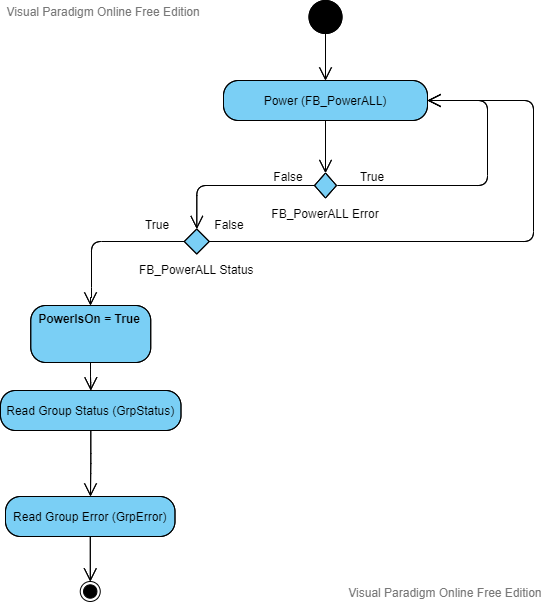 Visual Paradigm Online Free Edition
Power (FB_PowerALL)
False
True
FB_PowerALL Error
True
False
FB_PowerALL Status
PowerIsOn = True
Read Group Status (GrpStatus)
Read Group Error (GrpError)
Visual Paradigm Online Free Edition